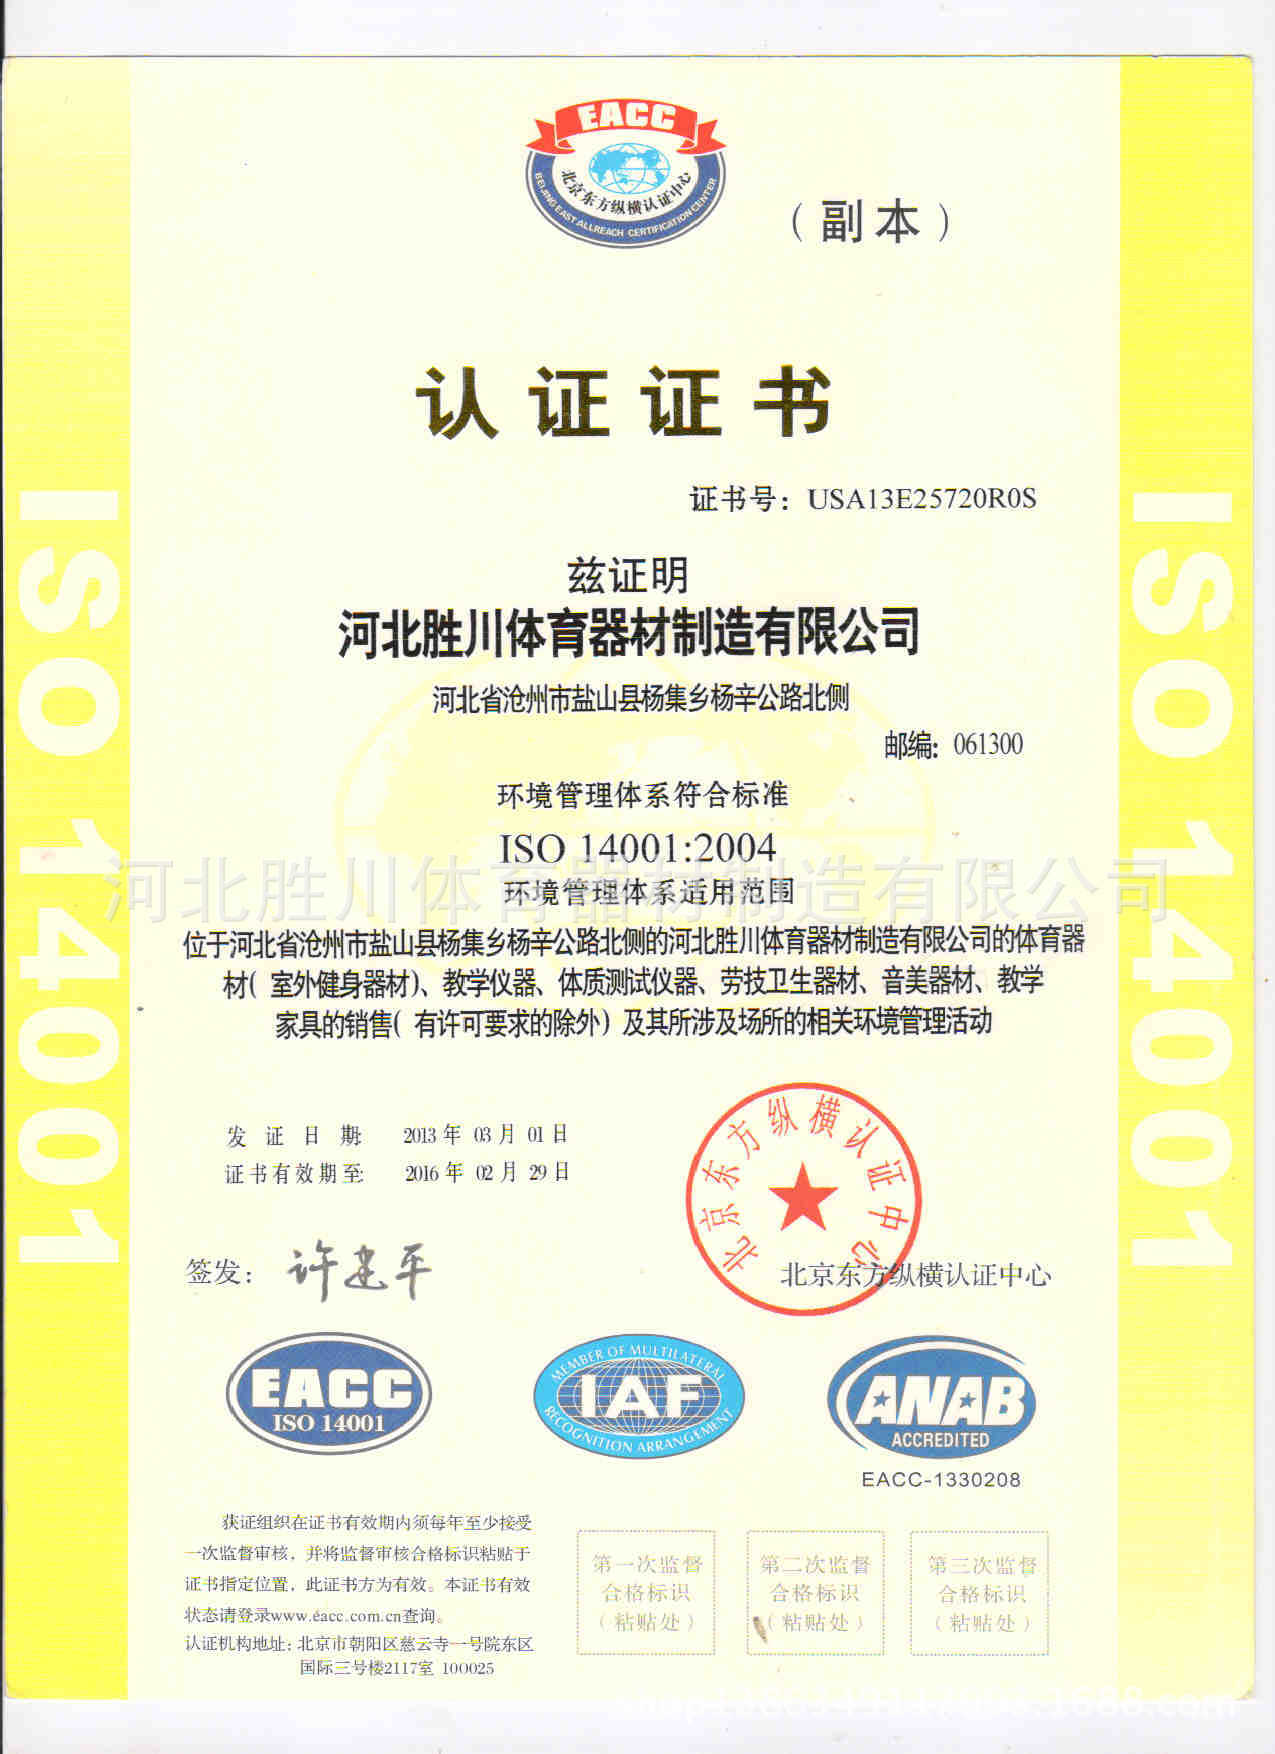 EACC
北京东方纵横认证中心
BEIJING EAST ALLREACH CERTIFICATION CENTER
（副本）
认证证书
证书号：USA13E25720R0S
兹证明
河北胜川体育器材制造有限公司
河北省沧州市盐山县杨集乡杨辛公路北侧
邮编：061300
环境管理体系符合标准
ISO 14001:2004
河北胜川体育器材制造有限公司
环境管理体系适用范围
位于河北省沧州市盐山县杨集乡杨辛公路北侧的河北胜川体育器材制造有限公司的体育器
材（室外健身器材）、教学仪器、体质测试仪器、劳技卫生器材、音美器材、教学
家具的销售（有许可要求的除外）及其所涉及场所的相关环境管理活动
发证日期： 2013年03月01日
证书有效期至： 2016年02月29日
北京东方纵横认证中心
签发：许建平
北京东方纵横认证中心
EACC
ISO 14001
MEMBER OF MULTILATERAL
IAF
RECOGNITION ARRANGEMENT
ANAB
ACCREDITED
EACC-1330208
获证组织在证书有效期内须每年至少接受
一次监督审核，并将监督审核合格标识粘贴于
证书指定位置，此证书方为有效。本证书有效
状态请登录www.eacc.com.cn查询。
认证机构地址：北京市朝阳区慈云寺一号院东区
国际三号楼2117室 100025
第一次监督
合格标识
（粘贴处）
第二次监督
合格标识
（粘贴处）
第三次监督
合格标识
（粘贴处）
ISO 14001
ISO 14001